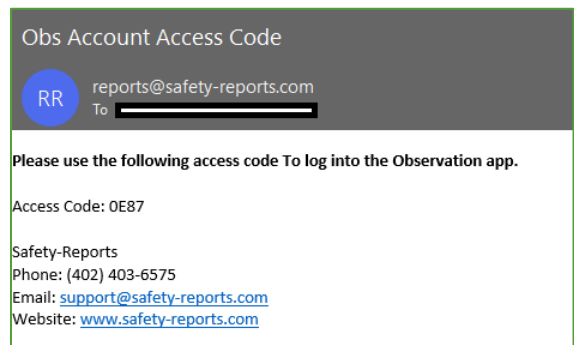 Obs Account Access Code
RR
reports@safety-reports.com
To
Please use the following access code To log into the Observation app.
Access Code: 0E87
Safety-Reports
Phone: (402) 403-6575
Email: support@safety-reports.com
Website: www.safety-reports.com